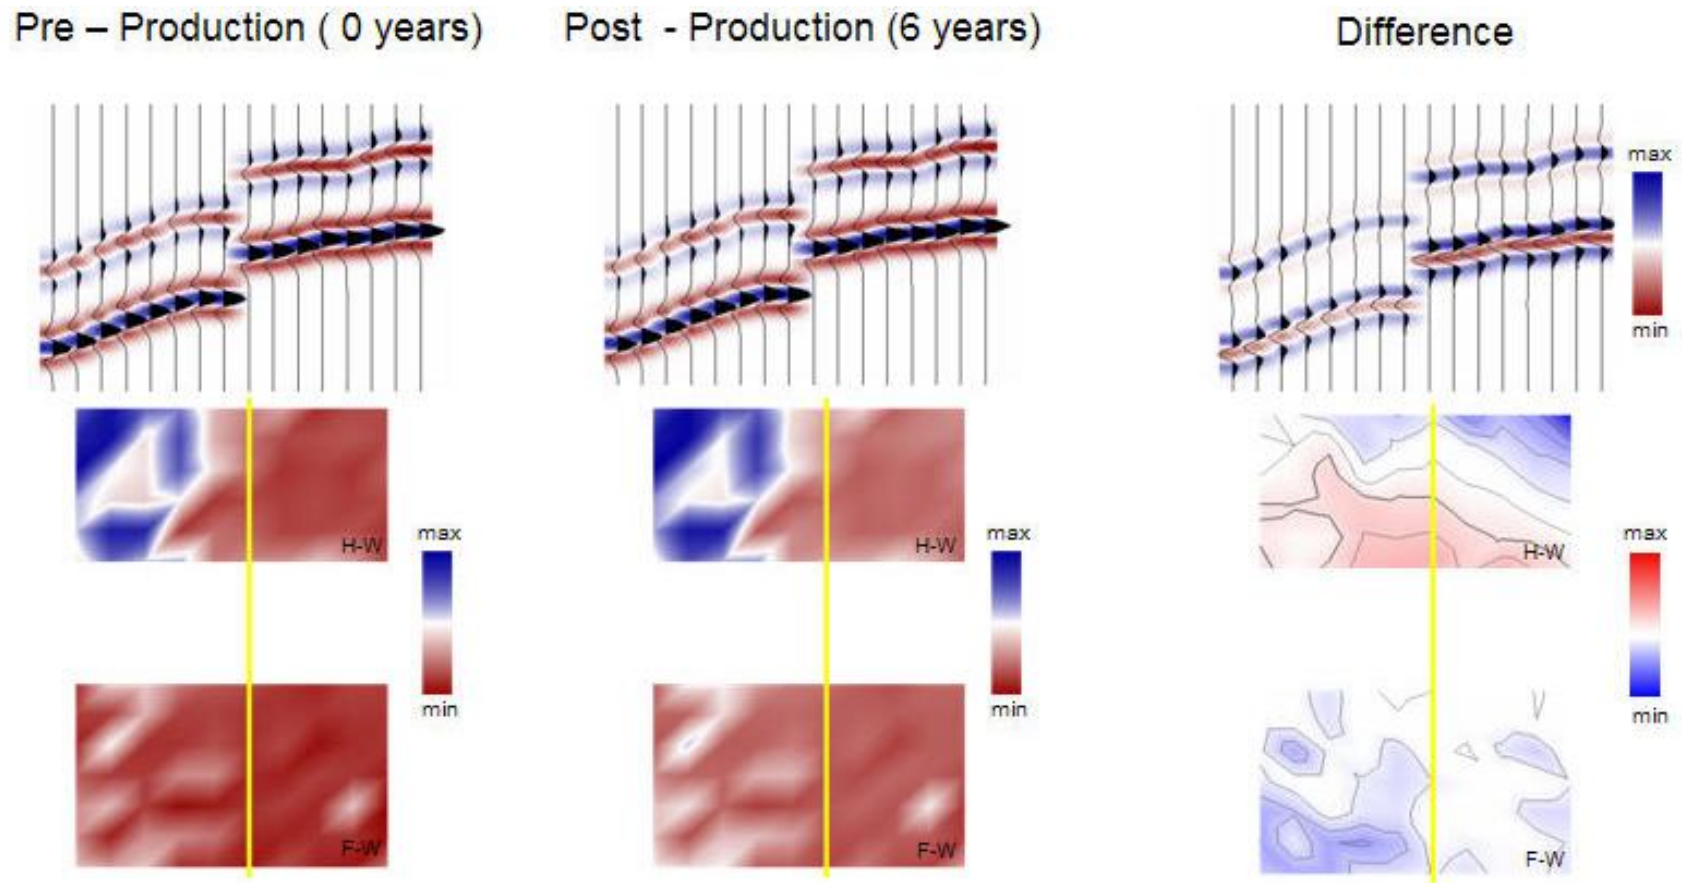 Pre – Production ( 0 years)
Post - Production (6 years)
Difference
max
min
H-W
H-W
H-W
max
max
max
min
min
min
F-W
F-W
F-W